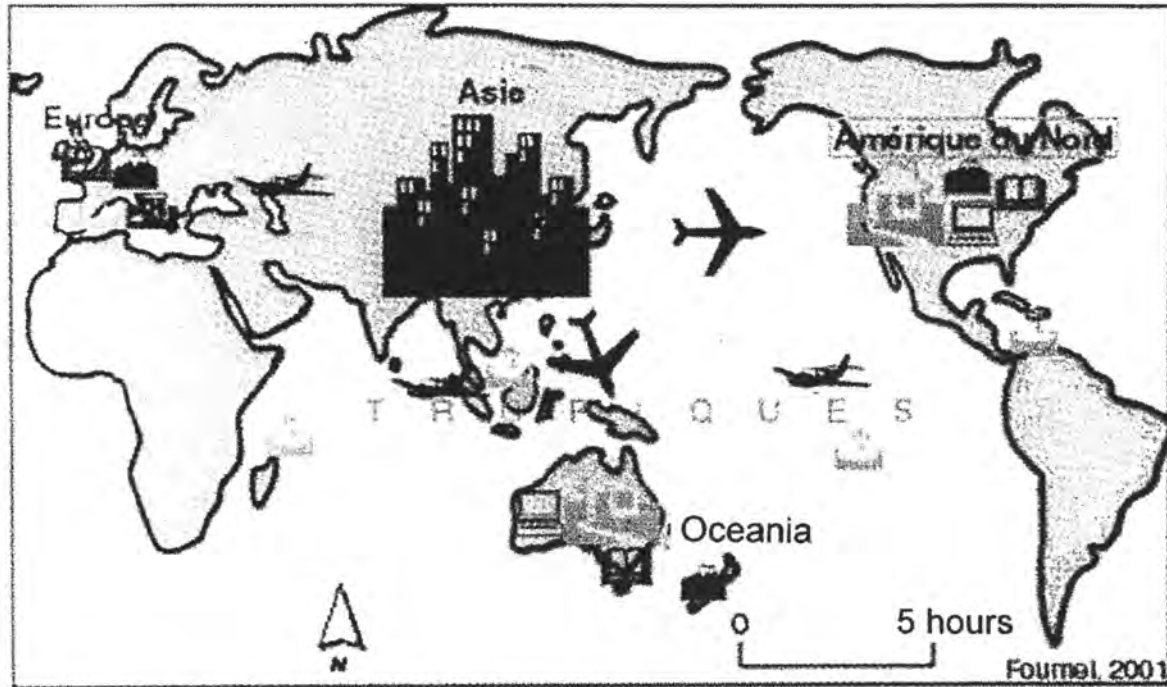 Asie
Europe
Amérique du Nord
T R O P I Q U E S
Oceania
0 5 hours
N
Fournel, 2001